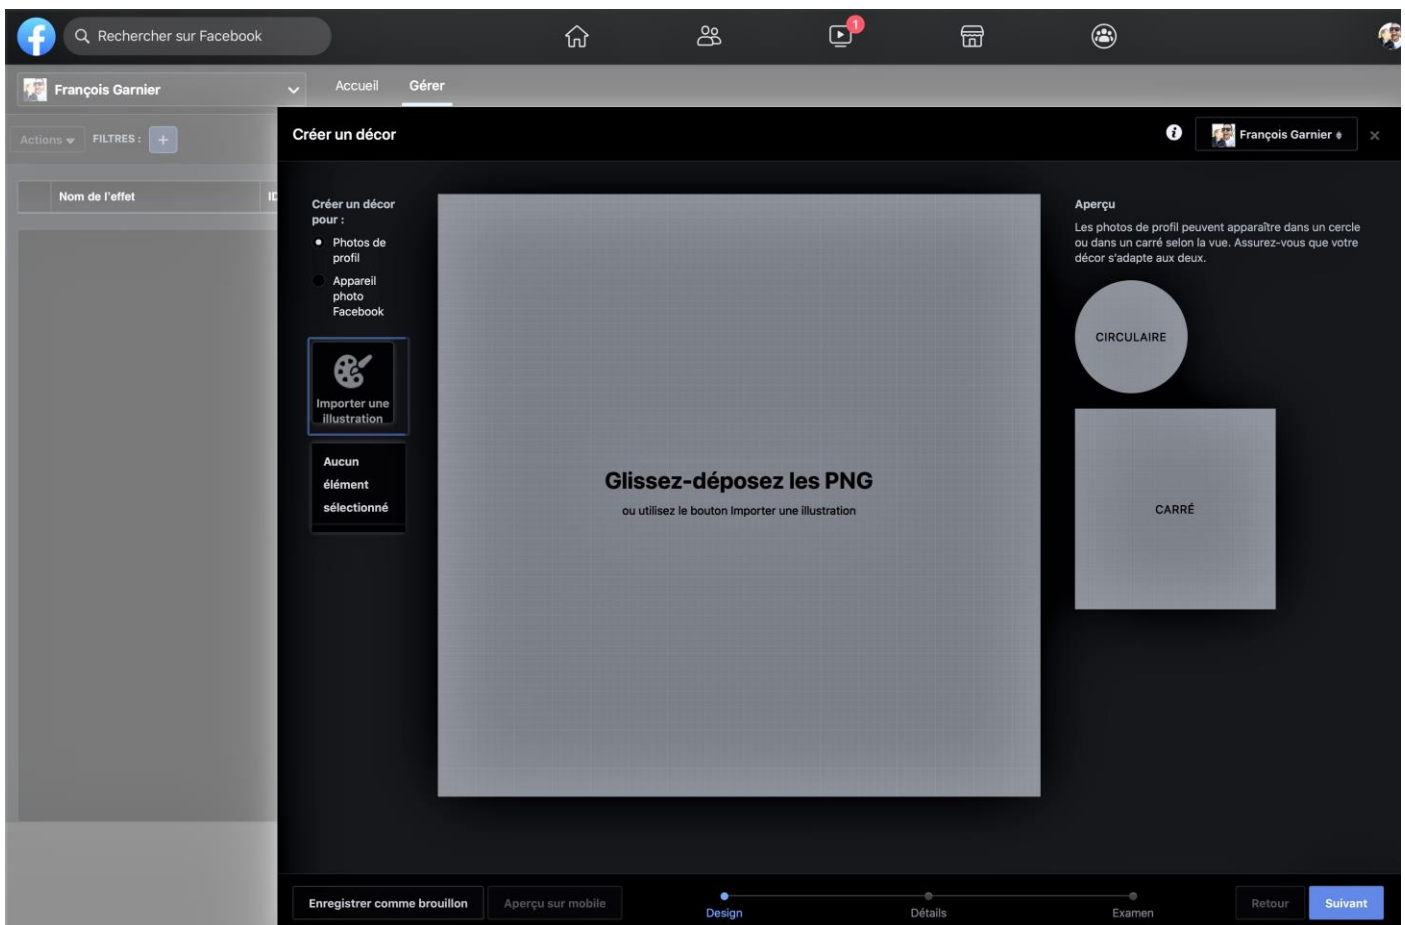 Rechercher sur Facebook
1
François Garnier
Accueil
Gérer
Actions
FILTRES :
+
Créer un décor
François Garnier
Nom de l'effet
Créer un décor
pour :
Photos de
profil
Appareil
photo
Facebook
Importer une
illustration
Aucun
élément
sélectionné
Glissez-déposez les PNG
ou utilisez le bouton Importer une illustration
Aperçu
Les photos de profil peuvent apparaître dans un cercle
ou dans un carré selon la vue. Assurez-vous que votre
décor s'adapte aux deux.
CIRCULAIRE
CARRÉ
Enregistrer comme brouillon
Aperçu sur mobile
Design
Détails
Examen
Retour
Suivant